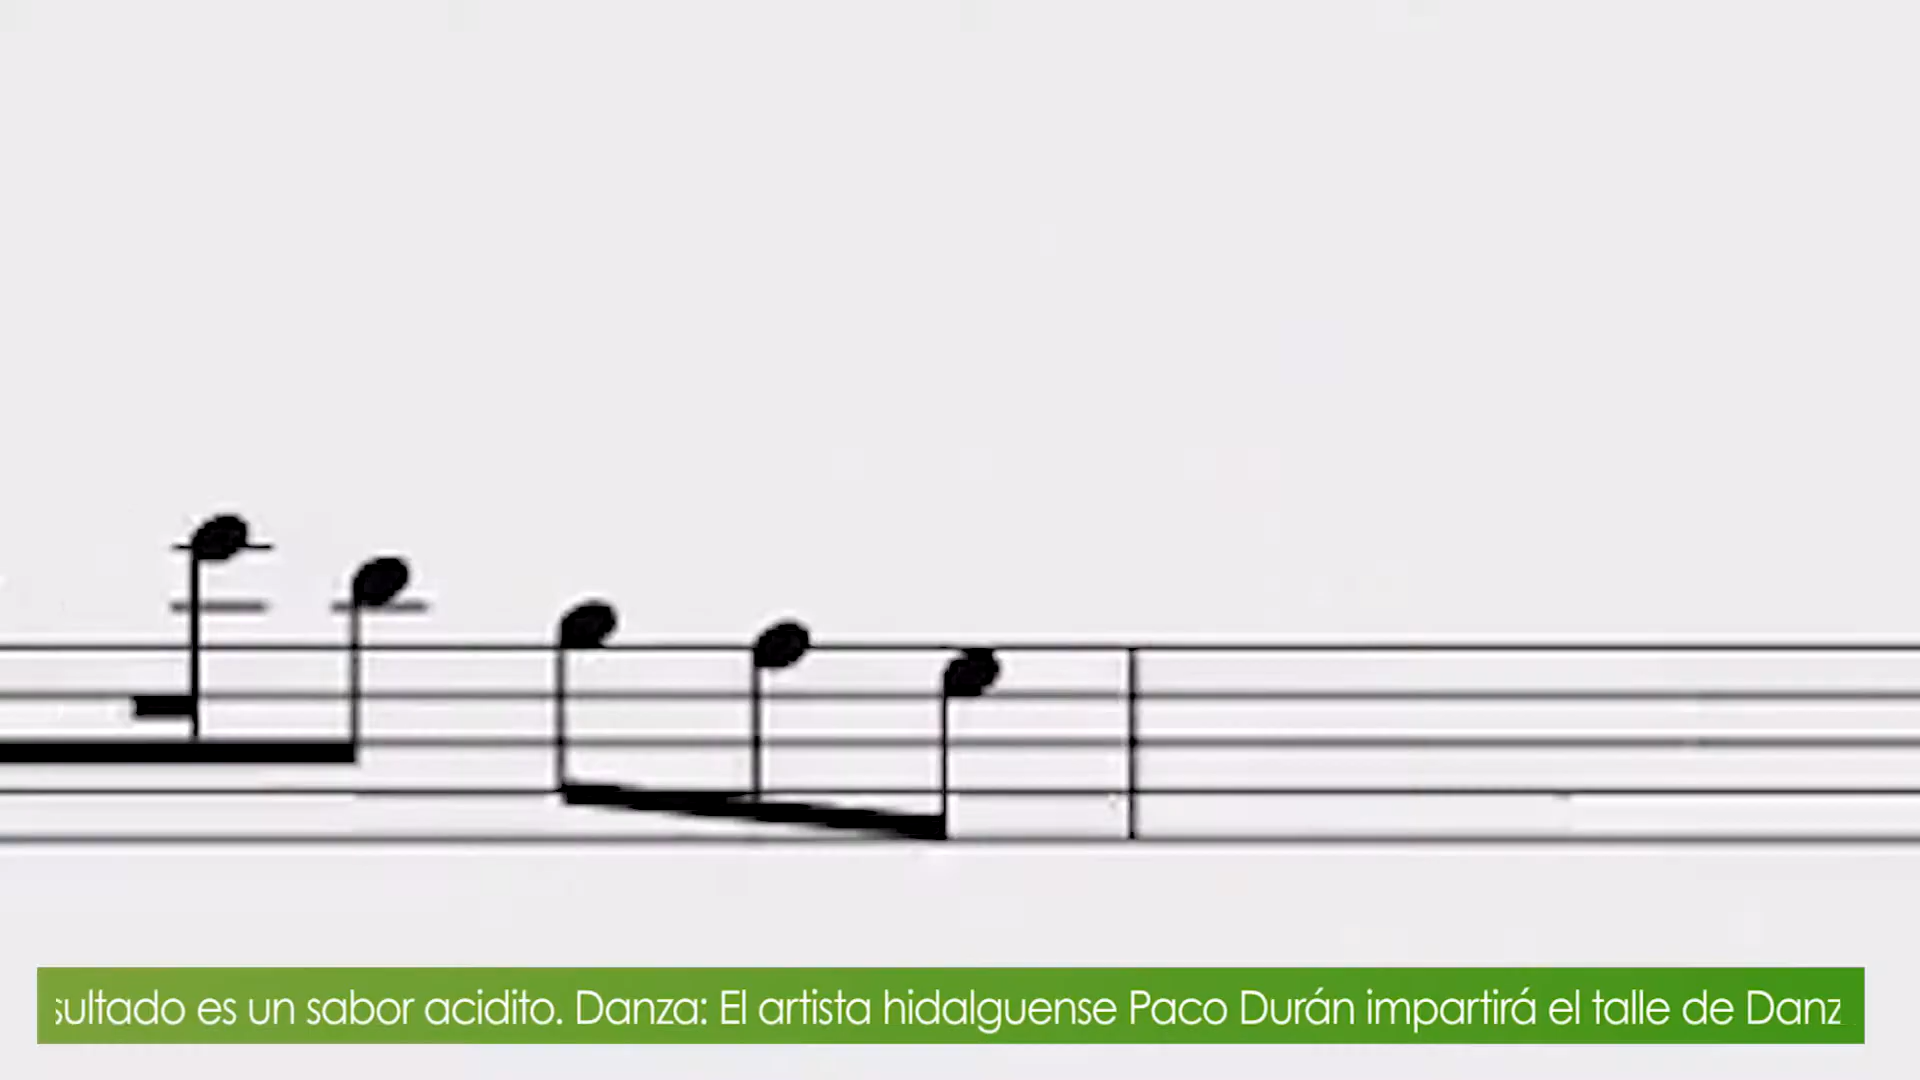 sultado es un sabor acidito. Danza: El artista hidalguense Paco Durán impartirá el talle de Danz